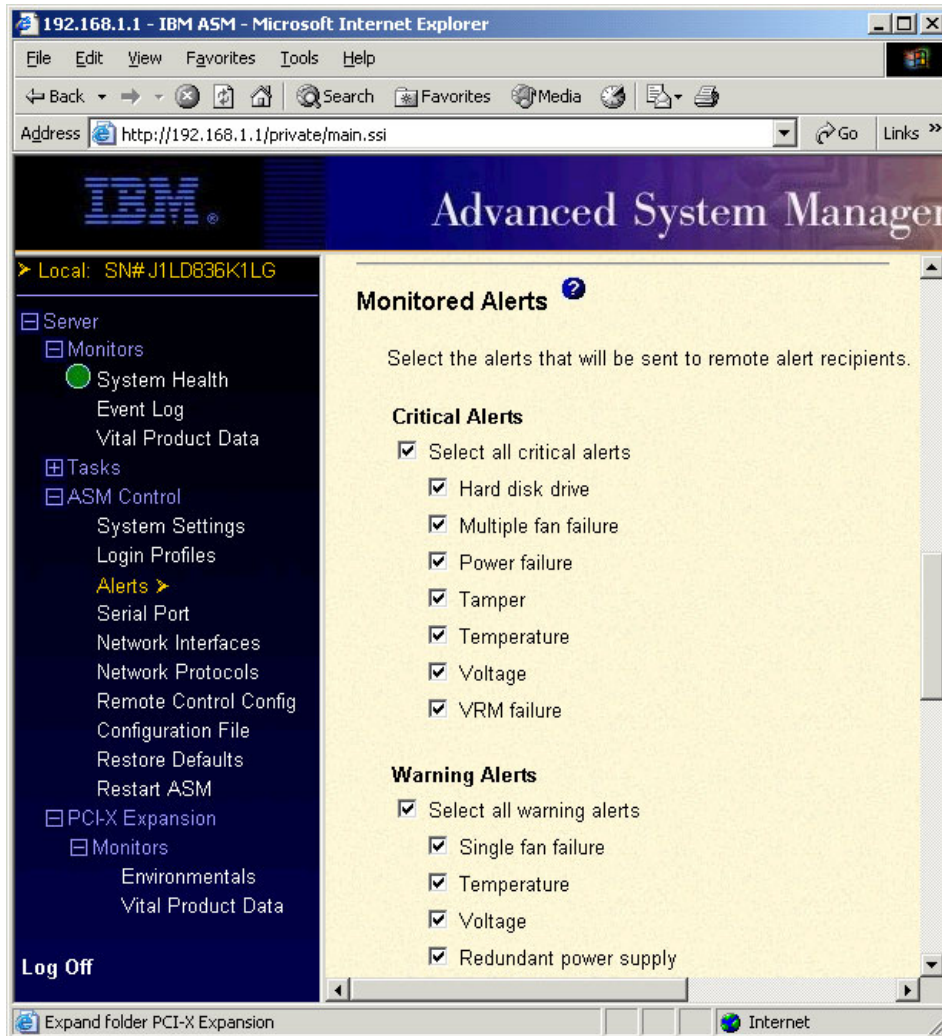 192.168.1.1 - IBM ASM - Microsoft Internet Explorer
File Edit View Favorites Tools Help
Back Search Favorites Media
Address http://192.168.1.1/private/main.ssi Go Links »
IBM®
Advanced System Manager
Local: SN# J1LD836K1LG
Server
Monitors
System Health
Event Log
Vital Product Data
Tasks
ASM Control
System Settings
Login Profiles
Alerts
Serial Port
Network Interfaces
Network Protocols
Remote Control Config
Configuration File
Restore Defaults
Restart ASM
PCI-X Expansion
Monitors
Environmentals
Vital Product Data
Log Off
Monitored Alerts ?
Select the alerts that will be sent to remote alert recipients.
Critical Alerts
Select all critical alerts
Hard disk drive
Multiple fan failure
Power failure
Tamper
Temperature
Voltage
VRM failure
Warning Alerts
Select all warning alerts
Single fan failure
Temperature
Voltage
Redundant power supply
Expand folder PCI-X Expansion
Internet